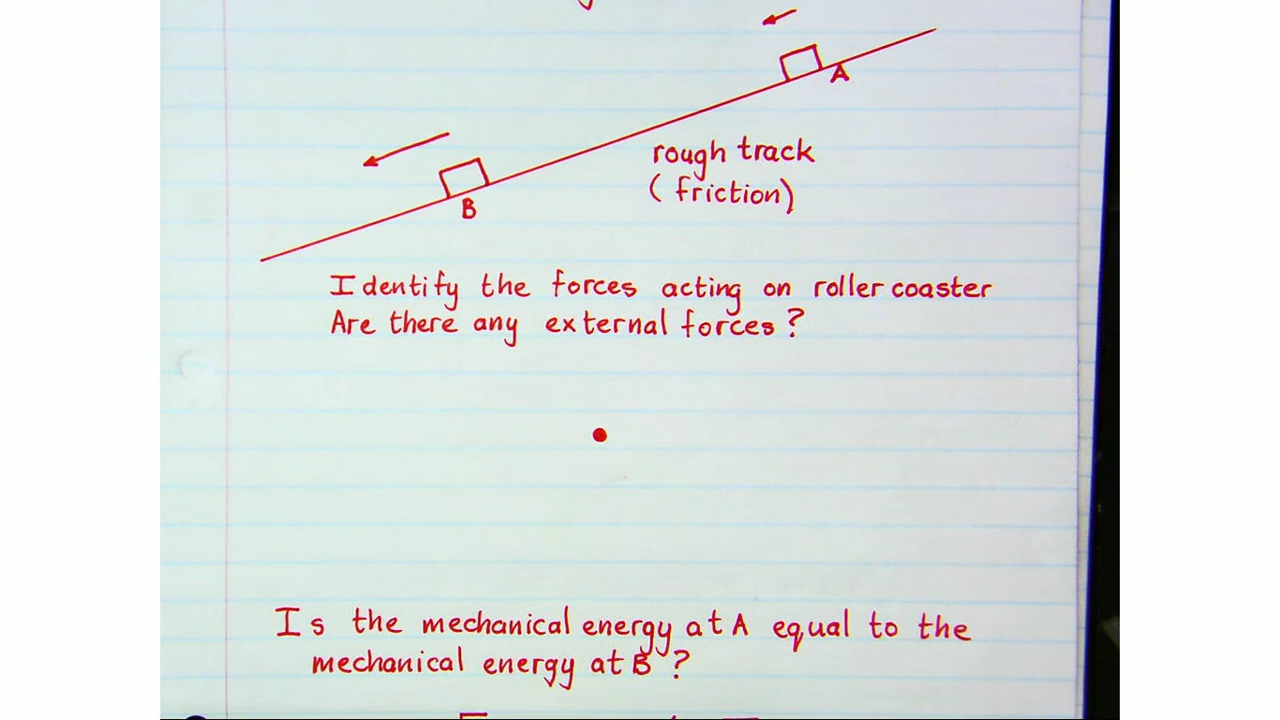 A
rough track
(friction)
B
Identify the forces acting on roller coaster
Are there any external forces?
Is the mechanical energy at A equal to the
mechanical energy at B?